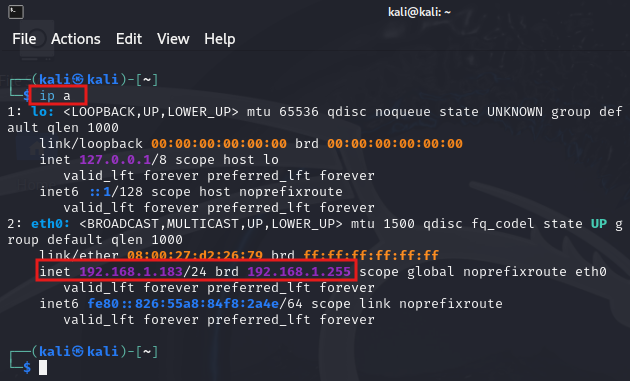 kali@kali: ~
File Actions Edit View Help
┌──(kali㉿kali)-[~]
└─$ ip a
1: lo: <LOOPBACK,UP,LOWER_UP> mtu 65536 qdisc noqueue state UNKNOWN group def
ault qlen 1000
    link/loopback 00:00:00:00:00:00 brd 00:00:00:00:00:00
    inet 127.0.0.1/8 scope host lo
       valid_lft forever preferred_lft forever
    inet6 ::1/128 scope host noprefixroute
       valid_lft forever preferred_lft forever
2: eth0: <BROADCAST,MULTICAST,UP,LOWER_UP> mtu 1500 qdisc fq_codel state UP g
roup default qlen 1000
    link/ether 08:00:27:d2:26:79 brd ff:ff:ff:ff:ff:ff
    inet 192.168.1.183/24 brd 192.168.1.255 scope global noprefixroute eth0
       valid_lft forever preferred_lft forever
    inet6 fe80::826:55a8:84f8:2a4e/64 scope link noprefixroute
       valid_lft forever preferred_lft forever
┌──(kali㉿kali)-[~]
└─$